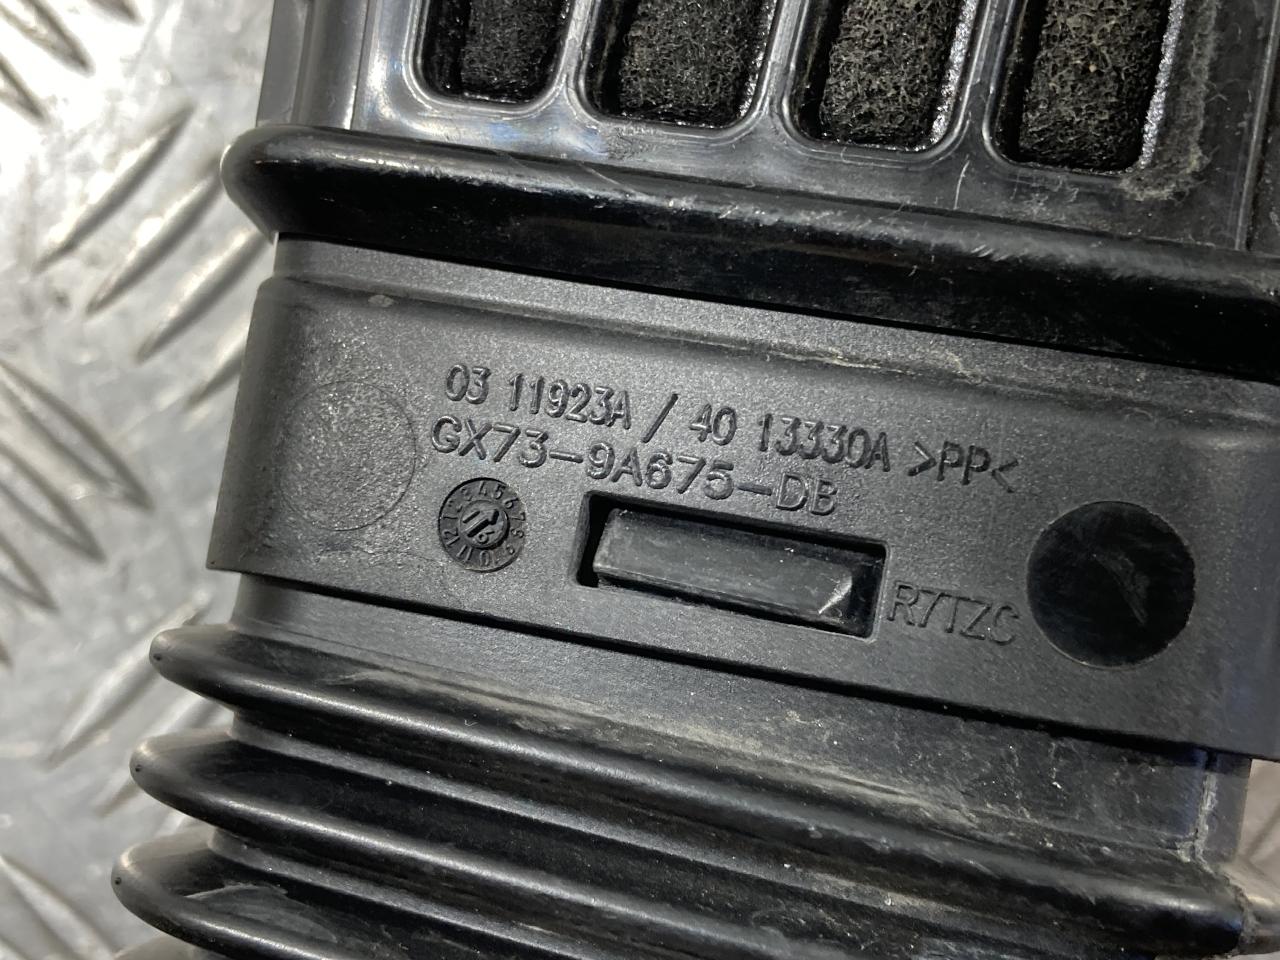 03 11923A / 40 13330A >PP<
GX73-9A675-DB
R7TZC